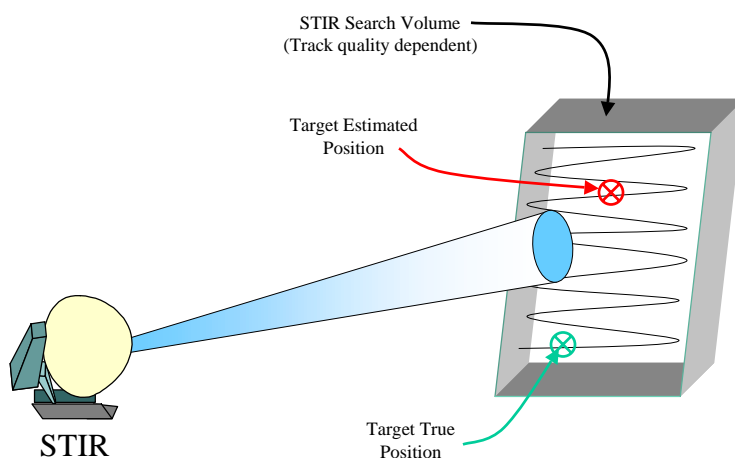 STIR Search Volume
(Track quality dependent)
Target Estimated
Position
STIR
Target True
Position